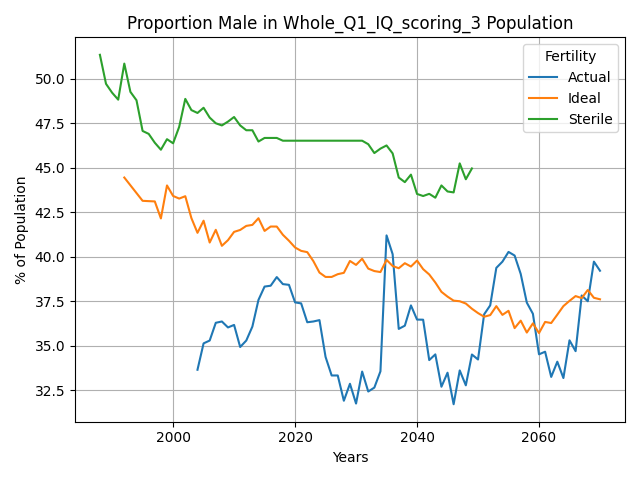 Proportion Male in Whole_Q1_IQ_scoring_3 Population
Fertility
Actual
Ideal
Sterile
50.0
47.5
45.0
42.5
40.0
37.5
35.0
32.5
% of Population
2000
2020
2040
2060
Years